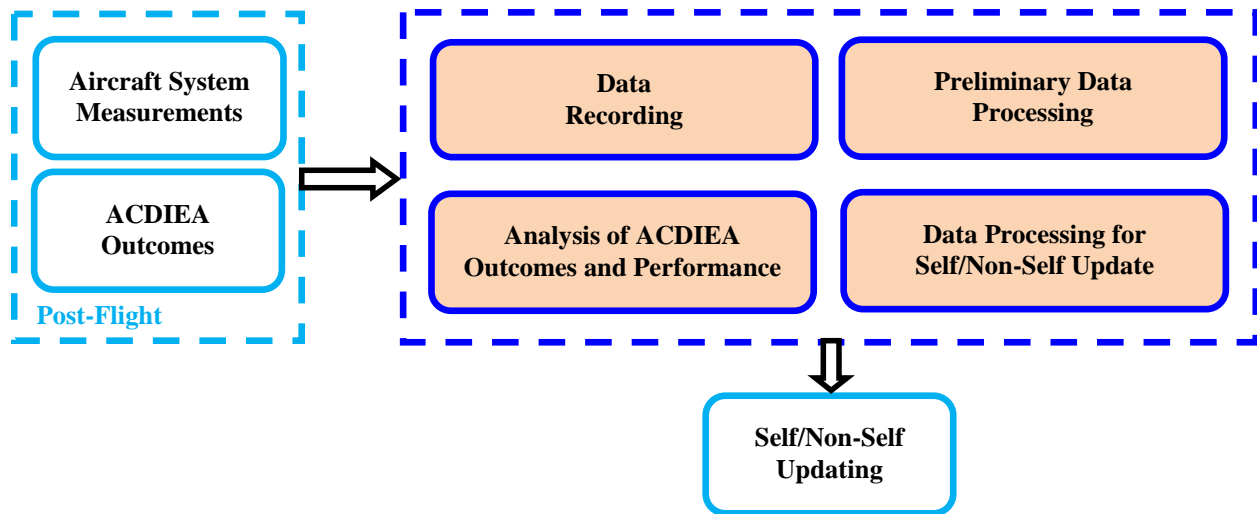 Aircraft System
Measurements
ACDIEA
Outcomes
Post-Flight
Data
Recording
Preliminary Data
Processing
Analysis of ACDIEA
Outcomes and Performance
Data Processing for
Self/Non-Self Update
Self/Non-Self
Updating